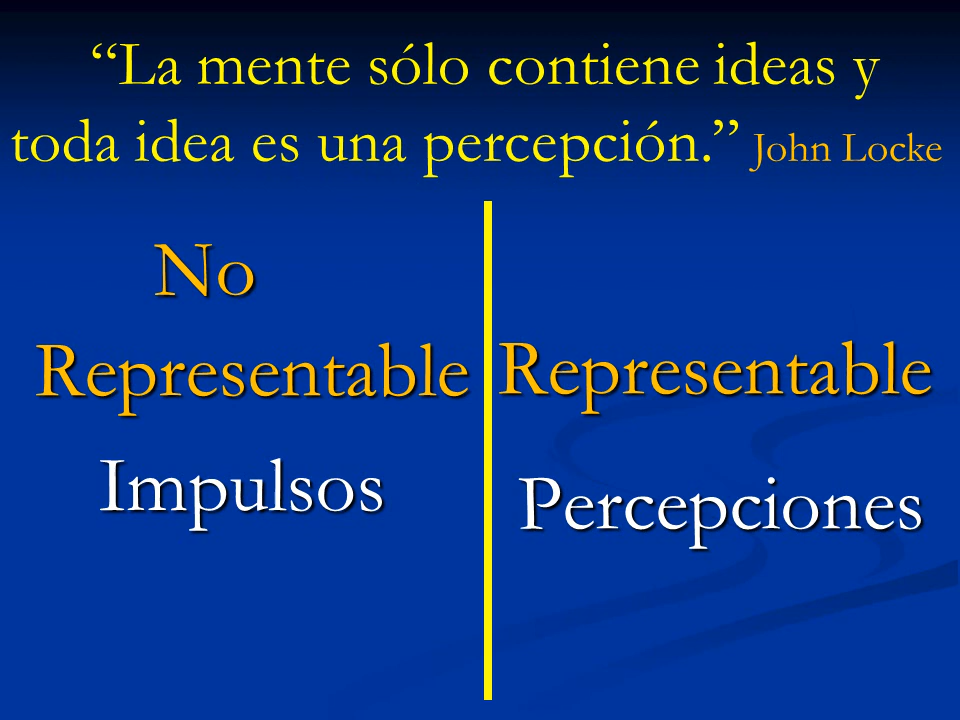 “La mente sólo contiene ideas y
toda idea es una percepción.” John Locke
No
Representable
Impulsos
Representable
Percepciones